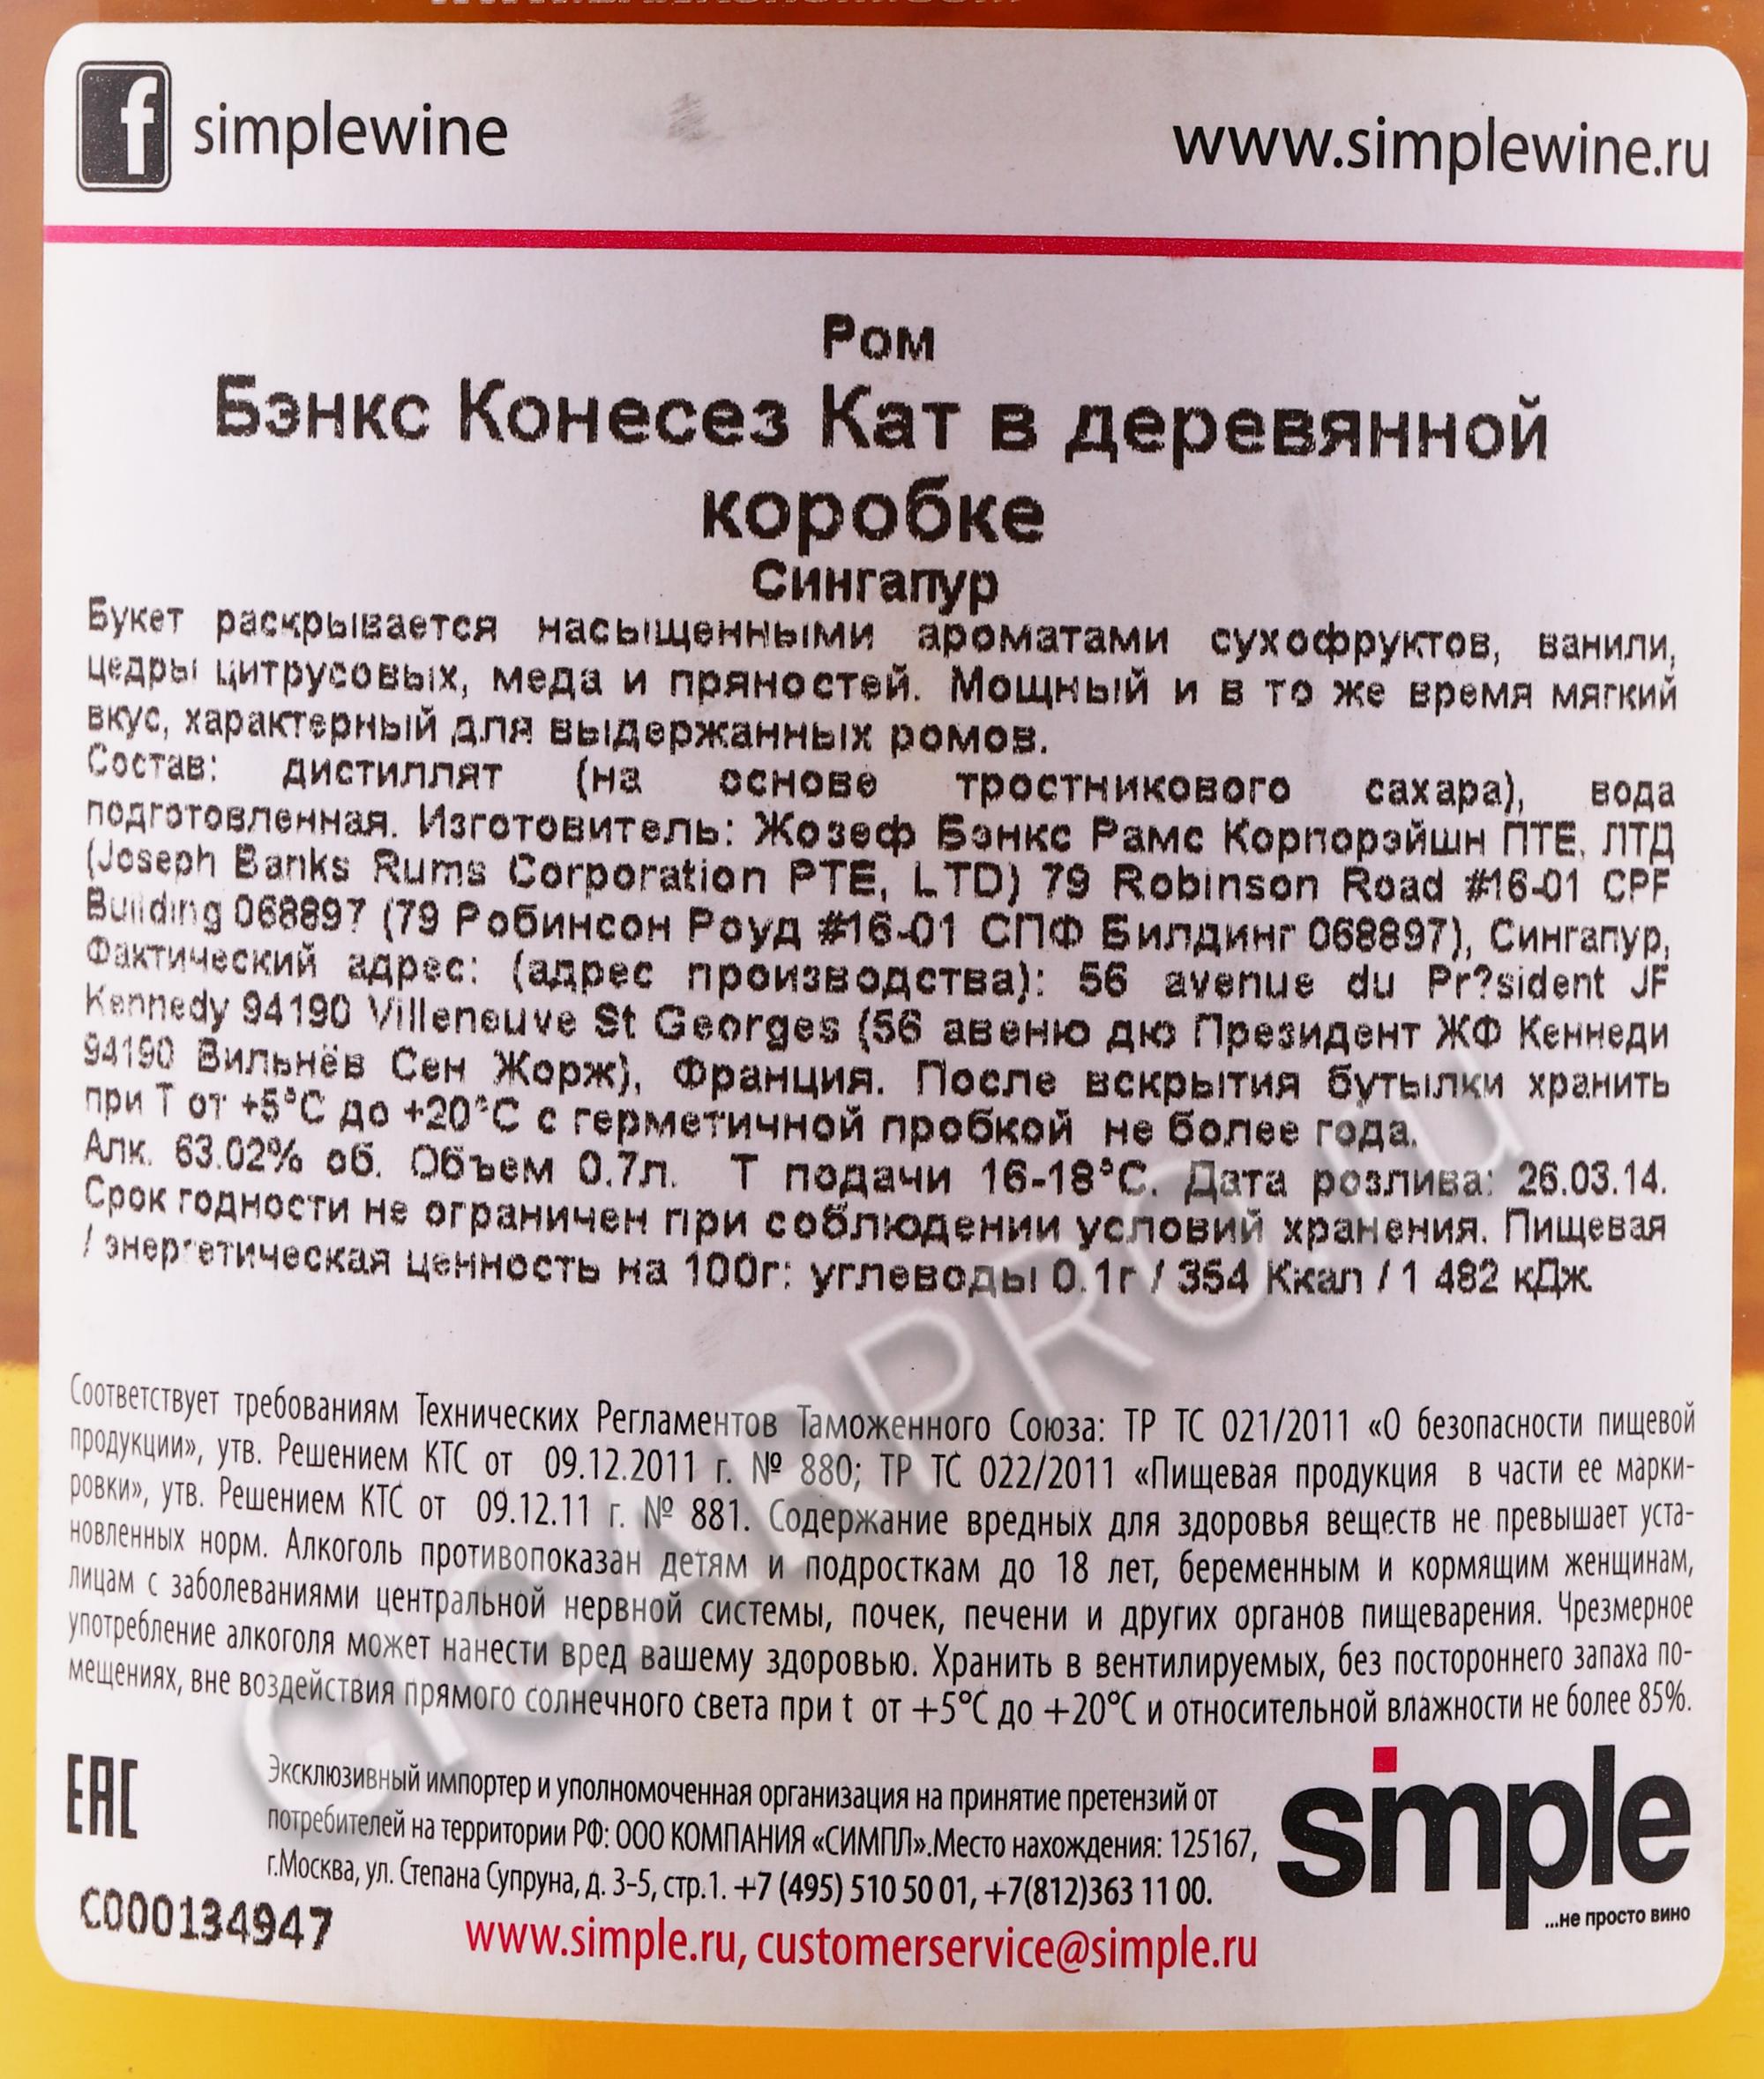 simplewine
www.simplewine.ru
Ром
Бэнкс Конесез Кат в деревянной
коробке
Сингапур
Букет раскрывается насыщенными ароматами сухофруктов, ванили,
цедры цитрусовых, меда и пряностей. Мощный и в то же время мягкий
вкус, характерный для выдержанных ромов.
Состав: дистиллят (на основе тростникового сахара), вода
подготовленная. Изготовитель: Жозеф Бэнкс Рамс Корпорэйшн ПТЕ, ЛТД
(Joseph Banks Rums Corporation PTE, LTD) 79 Robinson Road #16-01 CPF
Building 068897 (79 Робинсон Роуд #16-01 СПФ Билдинг 068897), Сингапур,
Фактический адрес: (адрес производства): 56 avenue du Pr?sident JF
Kennedy 94190 Villeneuve St Georges (56 авеню дю Президент ЖФ Кеннеди
94190 Вильнёв Сен Жорж), Франция. После вскрытия бутылки хранить
при Т от +5°С до +20°С с герметичной пробкой не более года.
Алк. 63.02% об. Объем 0.7л. Т подачи 16-18°С. Дата розлива: 26.03.14.
Срок годности не ограничен при соблюдении условий хранения. Пищевая
/ энергетическая ценность на 100г: углеводы 0.1г / 354 Ккал / 1 482 кДж
Соответствует требованиям Технических Регламентов Таможенного Союза: ТР ТС 021/2011 «О безопасности пищевой
продукции», утв. Решением КТС от 09.12.2011 г. № 880; ТР ТС 022/2011 «Пищевая продукция в части ее марки-
ровки», утв. Решением КТС от 09.12.11 г. № 881. Содержание вредных для здоровья веществ не превышает уста-
новленных норм. Алкоголь противопоказан детям и подросткам до 18 лет, беременным и кормящим женщинам,
лицам с заболеваниями центральной нервной системы, почек, печени и других органов пищеварения. Чрезмерное
употребление алкоголя может нанести вред вашему здоровью. Хранить в вентилируемых, без постороннего запаха по-
мещениях, вне воздействия прямого солнечного света при t от +5°С до +20°С и относительной влажности не более 85%.
EAC
Эксклюзивный импортер и уполномоченная организация на принятие претензий от
потребителей на территории РФ: ООО КОМПАНИЯ «СИМПЛ».Место нахождения: 125167,
г.Москва, ул. Степана Супруна, д. 3-5, стр.1. +7 (495) 510 50 01, +7(812)363 11 00.
C000134947
www.simple.ru, customerservice@simple.ru
simple
...не просто вино
CIGARPRO.ru